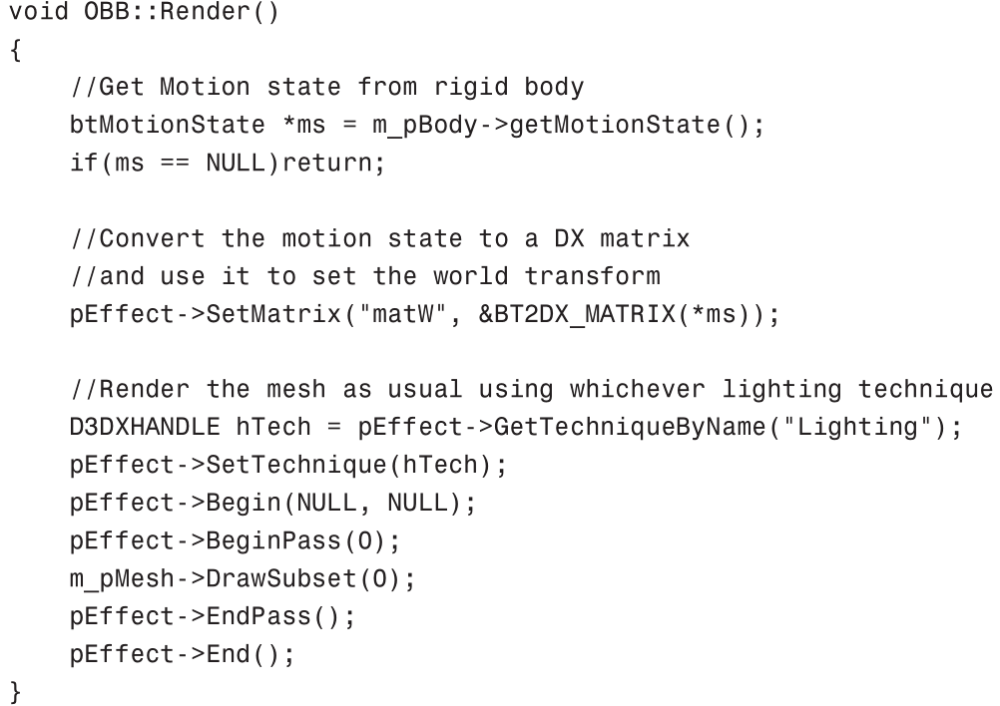 void OBB::Render()
{
    //Get Motion state from rigid body
    btMotionState *ms = m_pBody->getMotionState();
    if(ms == NULL)return;

    //Convert the motion state to a DX matrix
    //and use it to set the world transform
    pEffect->SetMatrix("matW", &BT2DX_MATRIX(*ms));

    //Render the mesh as usual using whichever lighting technique
    D3DXHANDLE hTech = pEffect->GetTechniqueByName("Lighting");
    pEffect->SetTechnique(hTech);
    pEffect->Begin(NULL, NULL);
    pEffect->BeginPass(0);
    m_pMesh->DrawSubset(0);
    pEffect->EndPass();
    pEffect->End();
}